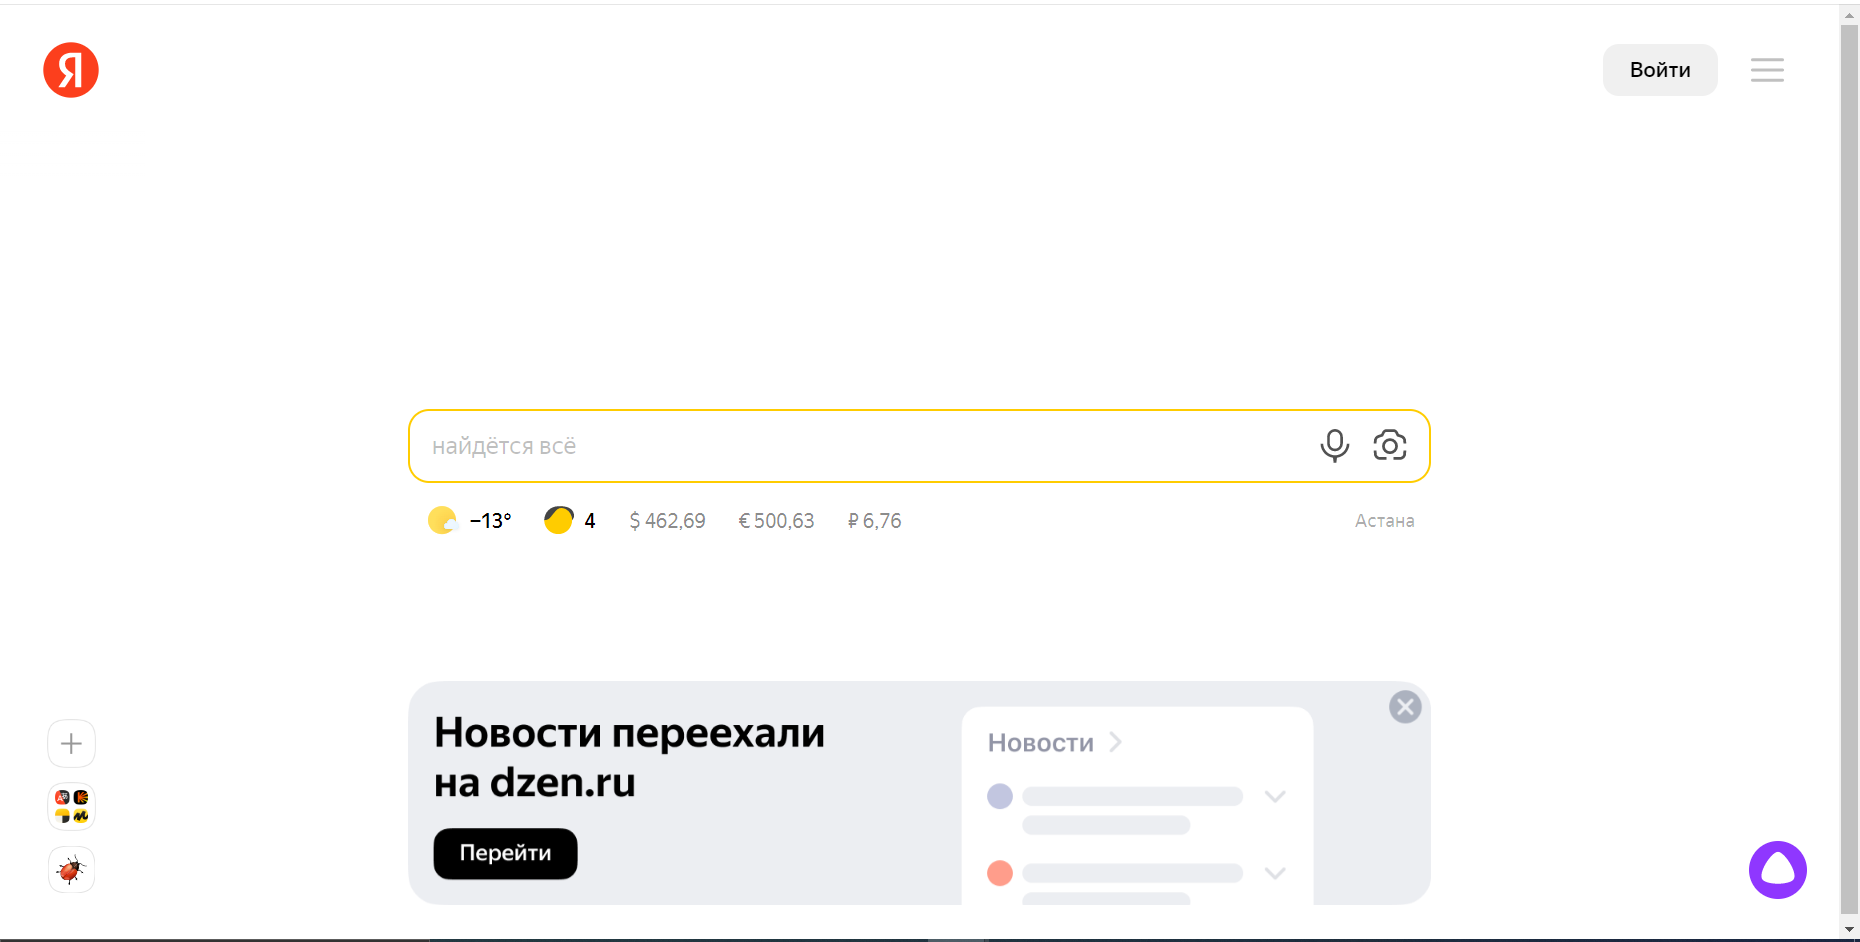 Я
Войти
найдётся всё
−13° 4 $ 462,69 € 500,63 ₽ 6,76 Астана
Новости переехали
на dzen.ru
Перейти
Новости